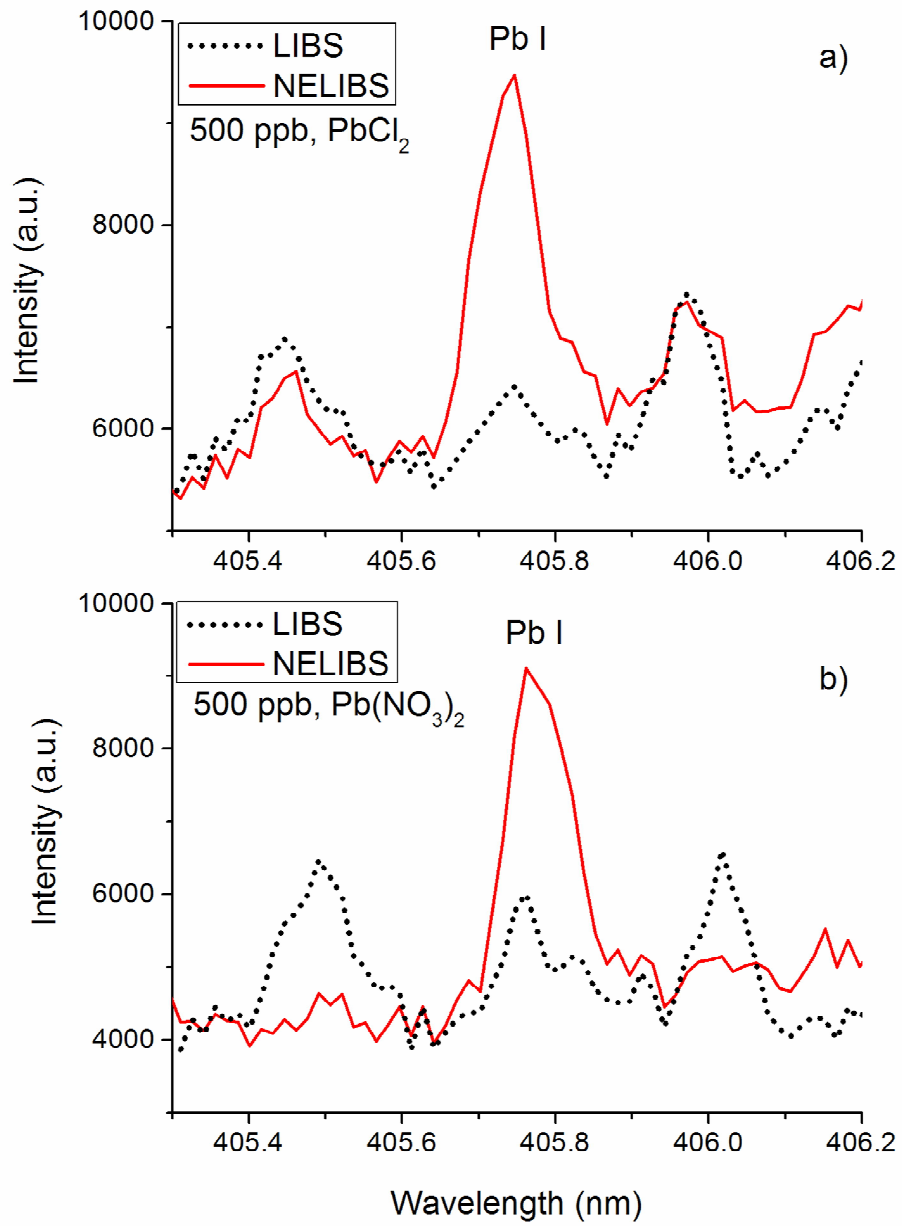 10000
LIBS
NELIBS
Pb I
a)
500 ppb, PbCl₂
8000
6000
Intensity (a.u.)
405.4 405.6 405.8 406.0 406.2
10000
LIBS
NELIBS
Pb I
b)
500 ppb, Pb(NO₃)₂
8000
6000
4000
Intensity (a.u.)
405.4 405.6 405.8 406.0 406.2
Wavelength (nm)